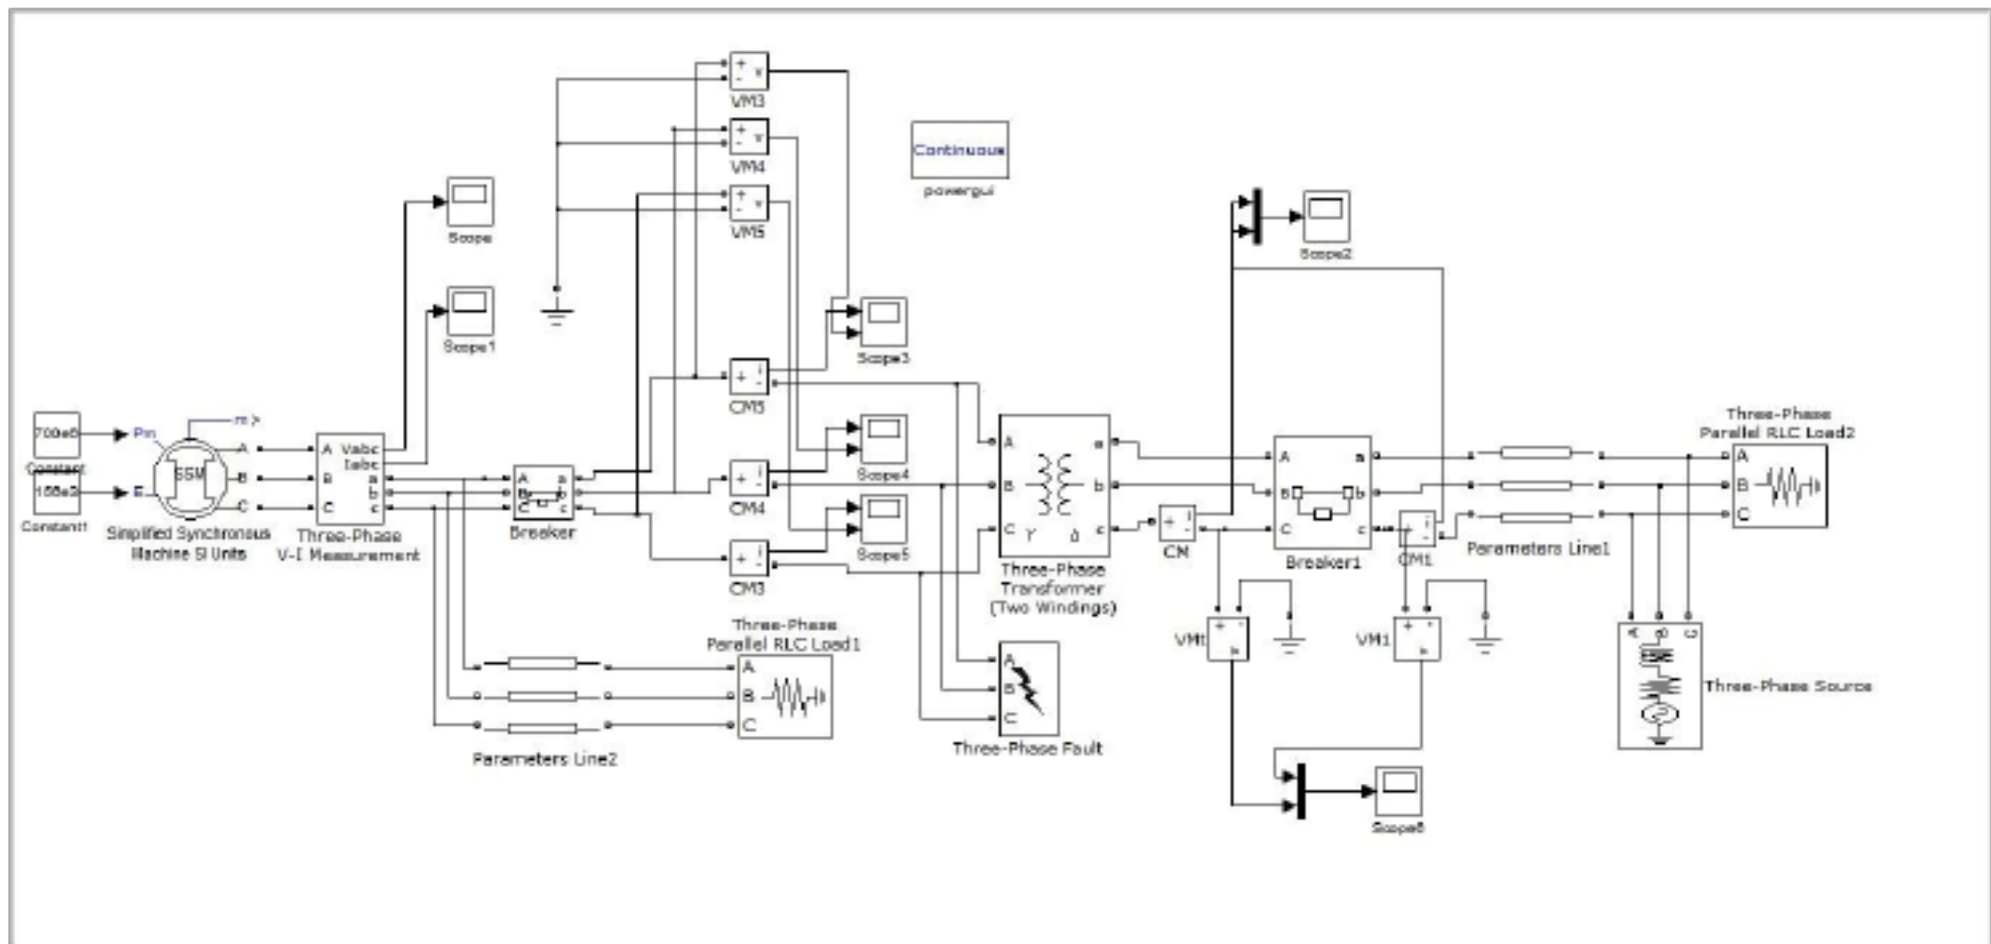 VM3
VM4
VM5
Continuous
powergui
Scope
Scope1
Scope2
Scope3
CM5
Scope4
CM4
Scope5
CM3
700e6
Constant
Constant1
Pm
E
m
SSM
A
B
C
Simplified Synchronous
Machine SI Units
A Vabc
Iabc
B a
b
C c
Three-Phase
V-I Measurement
A a
B b
C c
Breaker
A a
B b
C c
Three-Phase
Transformer
(Two Windings)
CM
A a
B b
C c
Breaker1
CM1
Parameters Line1
Three-Phase
Parallel RLC Load2
A
B
C
A B C
Three-Phase Source
VM1
Three-Phase
Parallel RLC Load1
A
B
C
Parameters Line2
A
B
C
Three-Phase Fault